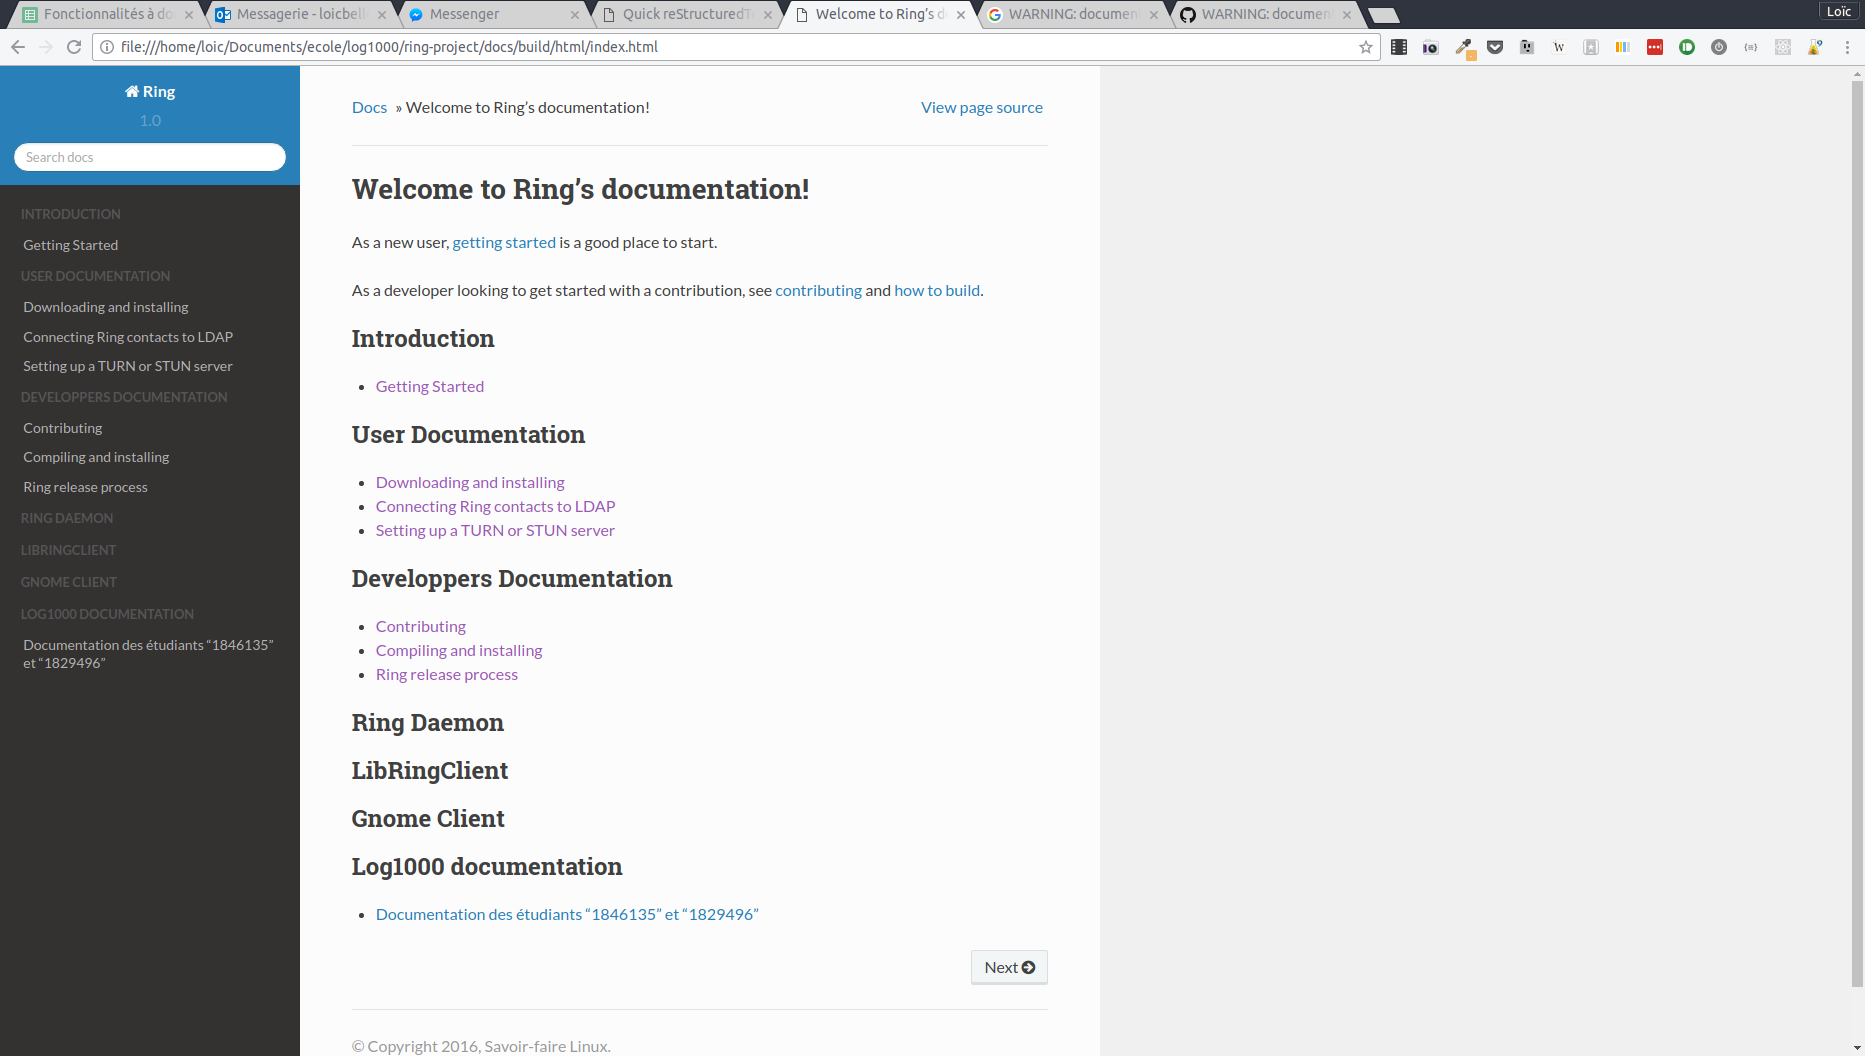 Fonctionnalités à do
Messagerie - loicbelle
Messenger
Quick reStructuredTe
Welcome to Ring's d
WARNING: documen
WARNING: documen
Loïc
file:///home/loic/Documents/ecole/log1000/ring-project/docs/build/html/index.html
Ring
1.0
Search docs
INTRODUCTION
Getting Started
USER DOCUMENTATION
Downloading and installing
Connecting Ring contacts to LDAP
Setting up a TURN or STUN server
DEVELOPPERS DOCUMENTATION
Contributing
Compiling and installing
Ring release process
RING DAEMON
LIBRINGCLIENT
GNOME CLIENT
LOG1000 DOCUMENTATION
Documentation des étudiants “1846135”
et “1829496”
Docs » Welcome to Ring’s documentation!
View page source
Welcome to Ring’s documentation!
As a new user, getting started is a good place to start.
As a developer looking to get started with a contribution, see contributing and how to build.
Introduction
Getting Started
User Documentation
Downloading and installing
Connecting Ring contacts to LDAP
Setting up a TURN or STUN server
Developpers Documentation
Contributing
Compiling and installing
Ring release process
Ring Daemon
LibRingClient
Gnome Client
Log1000 documentation
Documentation des étudiants “1846135” et “1829496”
Next
© Copyright 2016, Savoir-faire Linux.